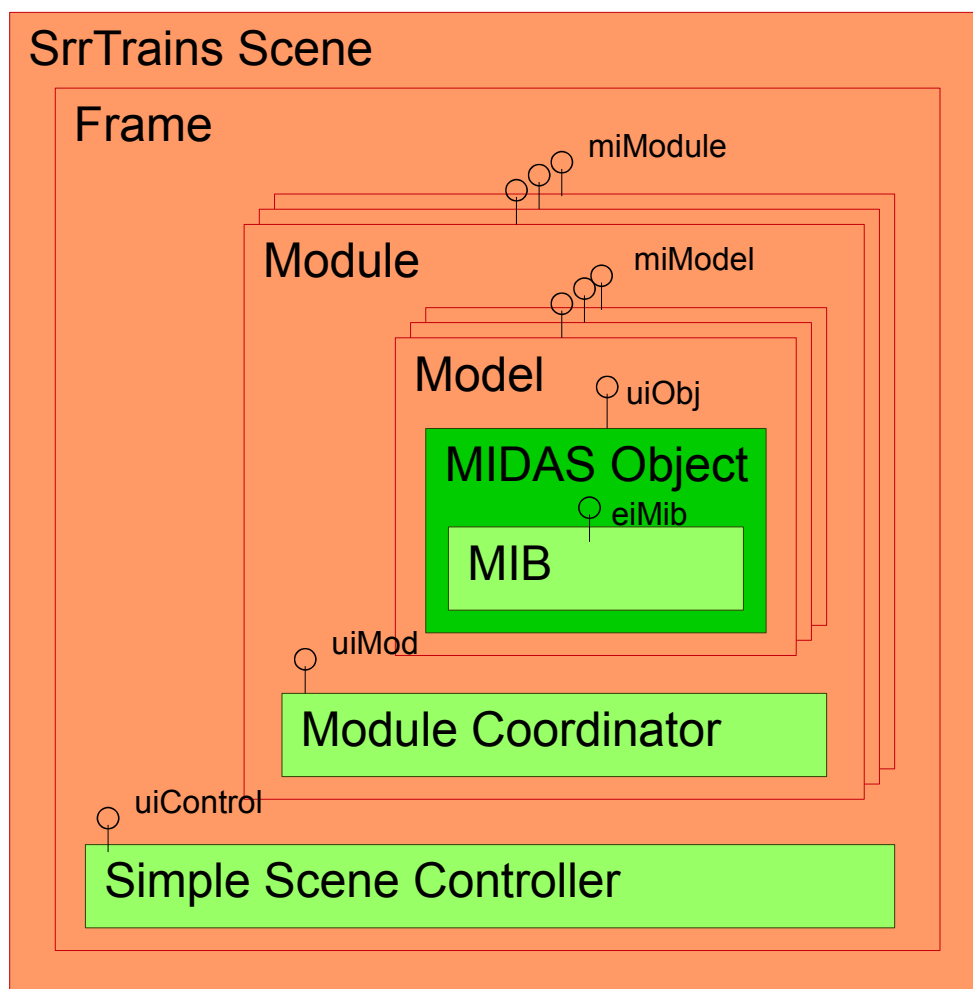 SrrTrains Scene
Frame
miModule
Module
miModel
Model
uiObj
MIDAS Object
eiMib
MIB
uiMod
Module Coordinator
uiControl
Simple Scene Controller